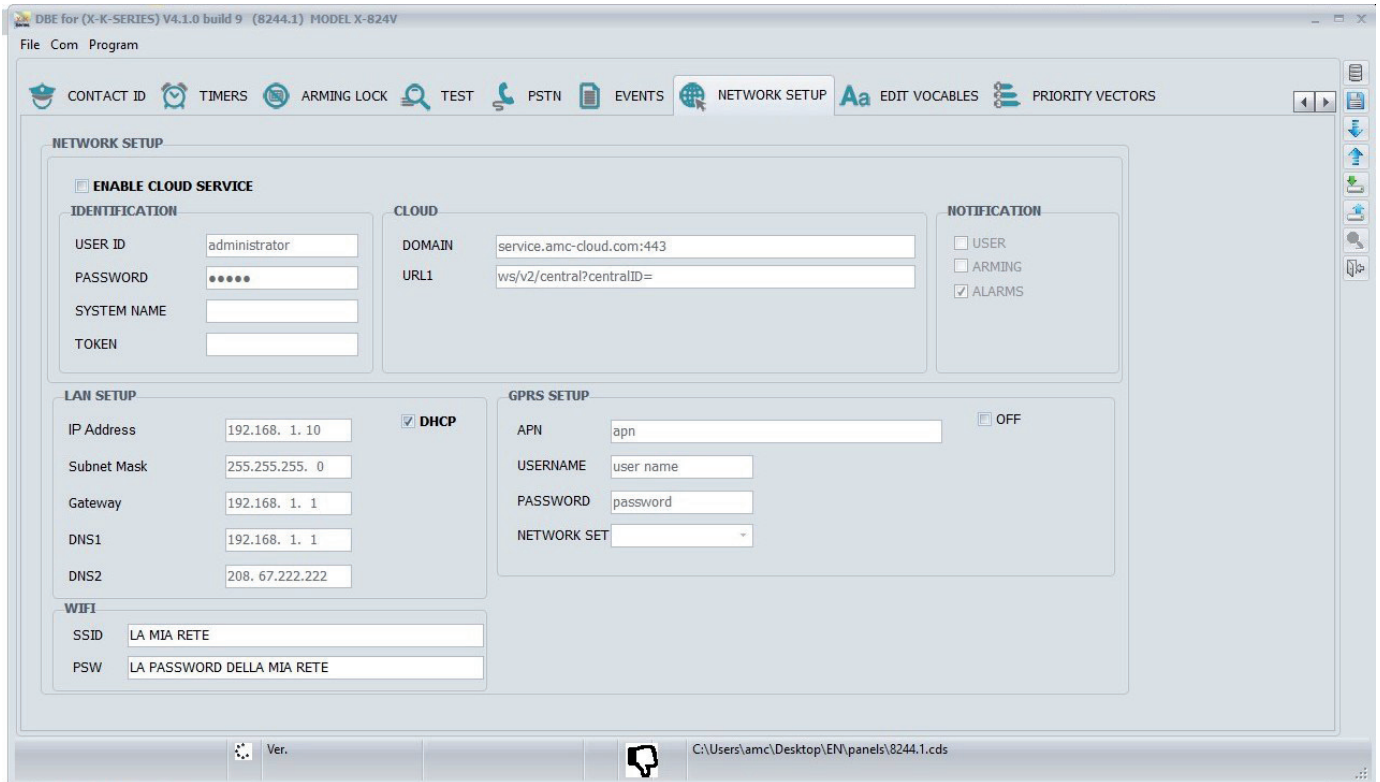 DBE for (X-K-SERIES) V4.1.0 build 9 (8244.1) MODEL X-824V
File Com Program
CONTACT ID TIMERS ARMING LOCK TEST PSTN EVENTS NETWORK SETUP Aa EDIT VOCABLES PRIORITY VECTORS
NETWORK SETUP
ENABLE CLOUD SERVICE
IDENTIFICATION
USER ID administrator
PASSWORD ●●●●●
SYSTEM NAME
TOKEN
CLOUD
DOMAIN service.amc-cloud.com:443
URL1 ws/v2/central?centralID=
NOTIFICATION
USER
ARMING
ALARMS
LAN SETUP
DHCP
IP Address 192.168. 1. 10
Subnet Mask 255.255.255. 0
Gateway 192.168. 1. 1
DNS1 192.168. 1. 1
DNS2 208. 67.222.222
GPRS SETUP
OFF
APN apn
USERNAME user name
PASSWORD password
NETWORK SET
WIFI
SSID LA MIA RETE
PSW LA PASSWORD DELLA MIA RETE
Ver. C:\Users\amc\Desktop\EN\panels\8244.1.cds